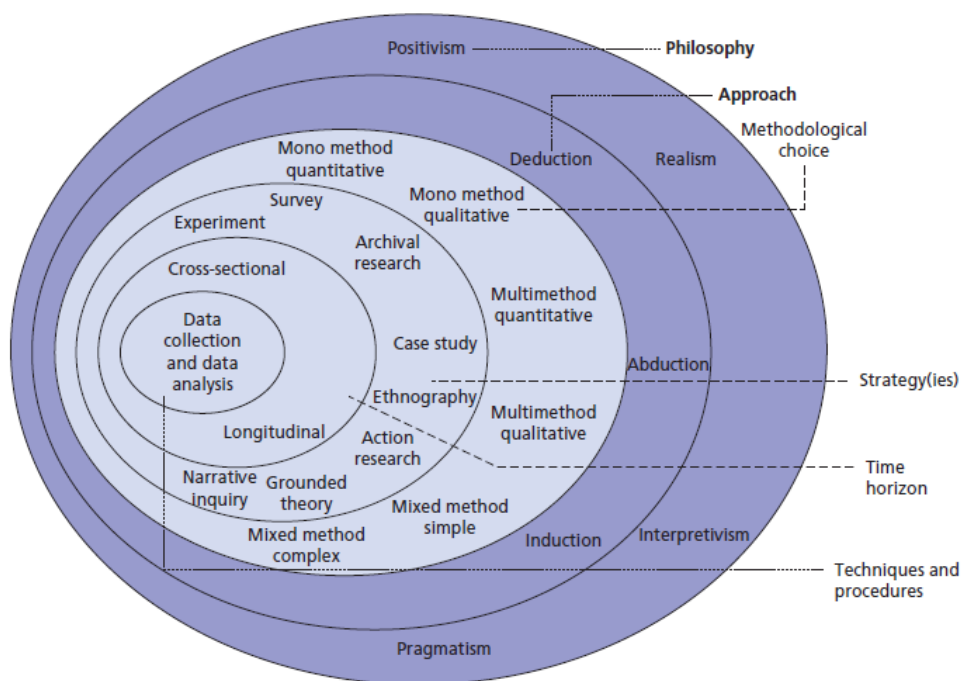 Positivism
Philosophy
Approach
Methodological
choice
Mono method
quantitative
Deduction
Realism
Survey
Mono method
qualitative
Experiment
Archival
research
Cross-sectional
Multimethod
quantitative
Data
collection
and data
analysis
Case study
Abduction
Strategy(ies)
Ethnography
Multimethod
qualitative
Longitudinal
Action
research
Time
horizon
Narrative
inquiry
Grounded
theory
Mixed method
simple
Mixed method
complex
Induction
Interpretivism
Techniques and
procedures
Pragmatism